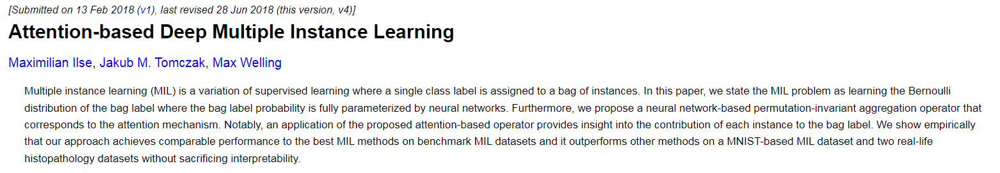 [Submitted on 13 Feb 2018 (v1), last revised 28 Jun 2018 (this version, v4)]
Attention-based Deep Multiple Instance Learning
Maximilian Ilse, Jakub M. Tomczak, Max Welling
Multiple instance learning (MIL) is a variation of supervised learning where a single class label is assigned to a bag of instances. In this paper, we state the MIL problem as learning the Bernoulli
distribution of the bag label where the bag label probability is fully parameterized by neural networks. Furthermore, we propose a neural network-based permutation-invariant aggregation operator that
corresponds to the attention mechanism. Notably, an application of the proposed attention-based operator provides insight into the contribution of each instance to the bag label. We show empirically
that our approach achieves comparable performance to the best MIL methods on benchmark MIL datasets and it outperforms other methods on a MNIST-based MIL dataset and two real-life
histopathology datasets without sacrificing interpretability.